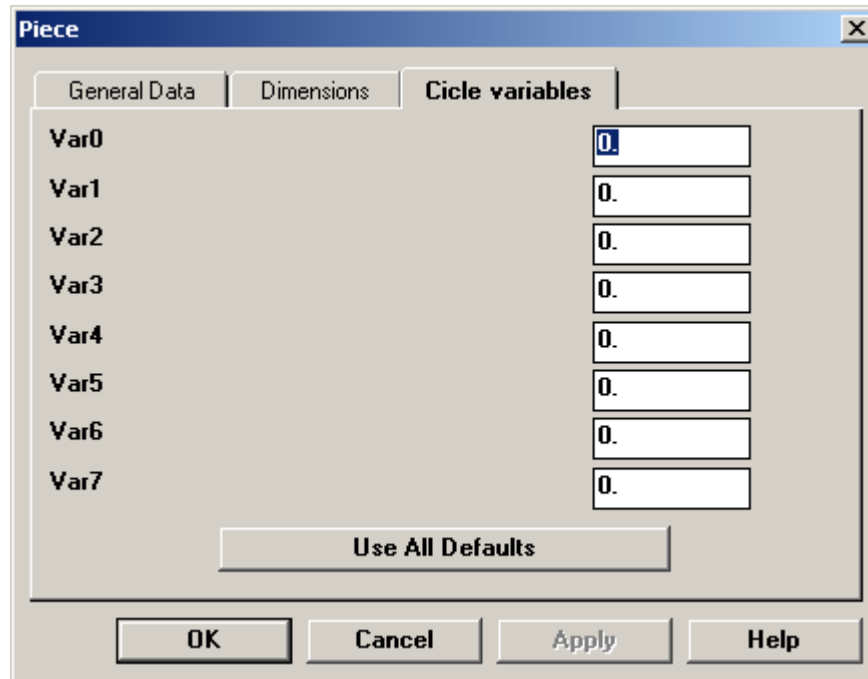 Piece
General Data Dimensions Cicle variables
Var0 0.
Var1 0.
Var2 0.
Var3 0.
Var4 0.
Var5 0.
Var6 0.
Var7 0.
Use All Defaults
OK Cancel Apply Help